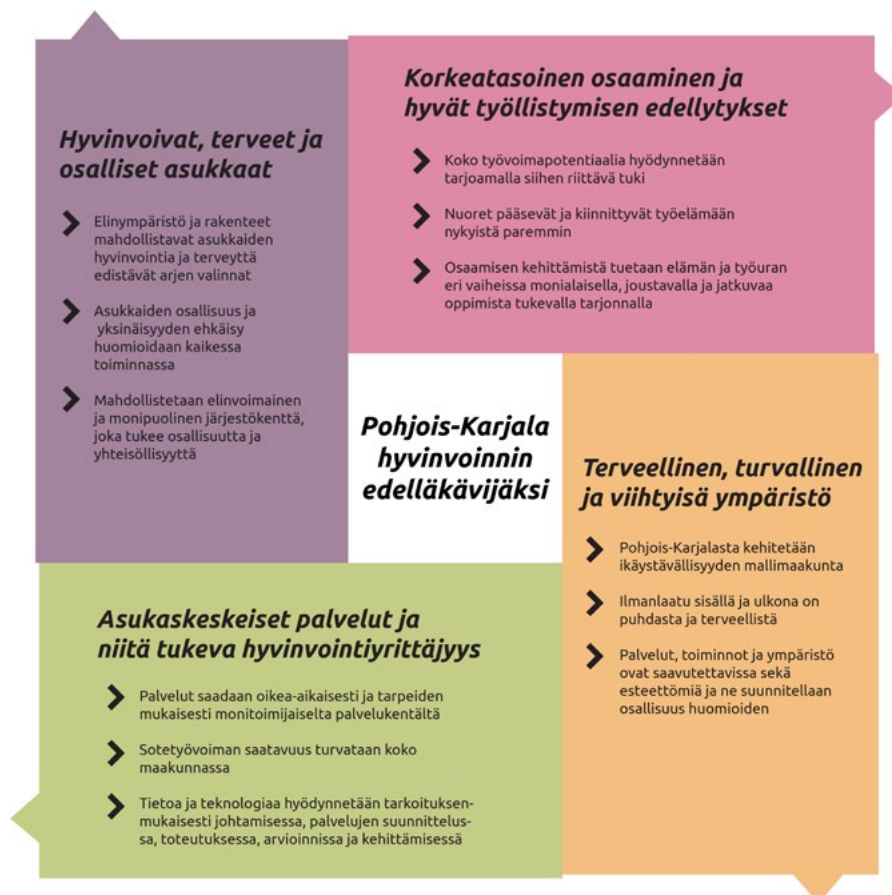 Hyvinvoivat, terveet ja
osalliset asukkaat
Elinympäristö ja rakenteet
mahdollistavat asukkaiden
hyvinvointia ja terveyttä
edistävät arjen valinnat
Asukkaiden osallisuus ja
yksinäisyyden ehkäisy
huomioidaan kaikessa
toiminnassa
Mahdollistetaan elinvoimainen
ja monipuolinen järjestökenttä,
joka tukee osallisuutta ja
yhteisöllisyyttä
Korkeatasoinen osaaminen ja
hyvät työllistymisen edellytykset
Koko työvoimapotentiaalia hyödynnetään
tarjoamalla siihen riittävä tuki
Nuoret pääsevät ja kiinnittyvät työelämään
nykyistä paremmin
Osaamisen kehittämistä tuetaan elämän ja työuran
eri vaiheissa monialaisella, joustavalla ja jatkuvaa
oppimista tukevalla tarjonnalla
Pohjois-Karjala
hyvinvoinnin
edelläkävijäksi
Terveellinen, turvallinen
ja viihtyisä ympäristö
Pohjois-Karjalasta kehitetään
ikäystävällisyyden mallimaakunta
Ilmanlaatu sisällä ja ulkona on
puhdasta ja terveellistä
Palvelut, toiminnot ja ympäristö
ovat saavutettavissa sekä
esteettömiä ja ne suunnitellaan
osallisuus huomioiden
Asukaskeskeiset palvelut ja
niitä tukeva hyvinvointiyrittäjyys
Palvelut saadaan oikea-aikaisesti ja tarpeiden
mukaisesti monitoimijaiselta palvelukentältä
Sotetyövoiman saatavuus turvataan koko
maakunnassa
Tietoa ja teknologiaa hyödynnetään tarkoituksen-
mukaisesti johtamisessa, palvelujen suunnittelus-
sa, toteutuksessa, arvioinnissa ja kehittämisessä